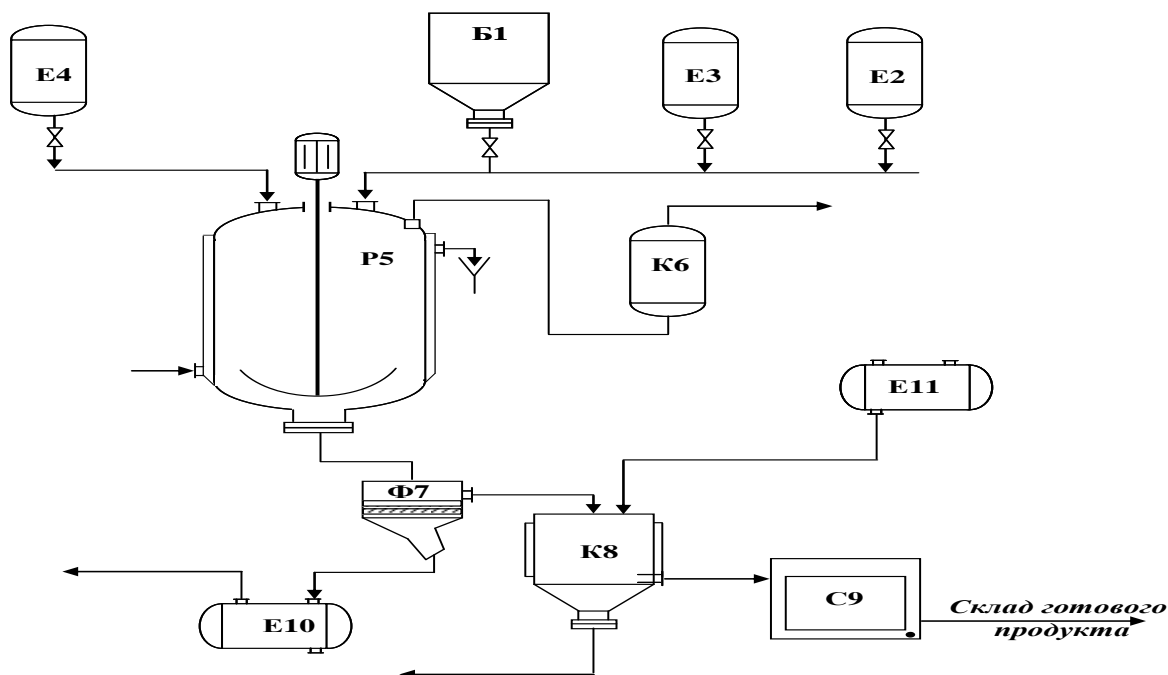 Б1
Е4
Е3
Е2
Р5
К6
Е11
Ф7
К8
С9
Е10
Склад готового
продукта